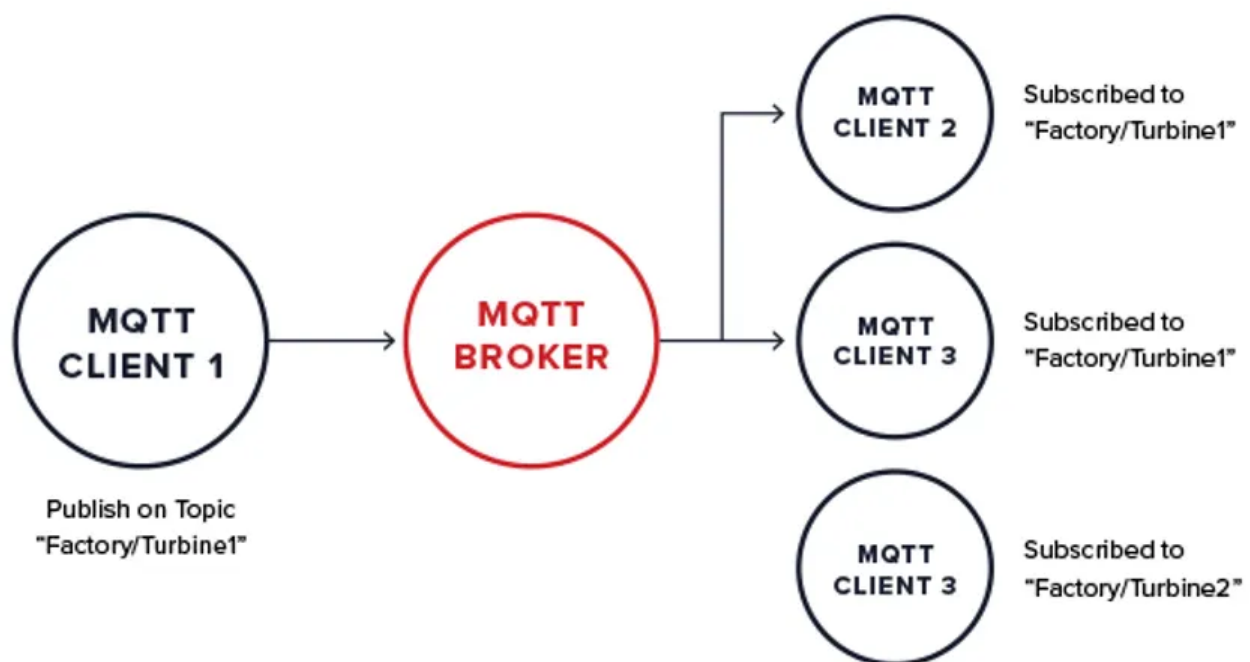 MQTT
CLIENT 1
Publish on Topic
“Factory/Turbine1”
MQTT
BROKER
MQTT
CLIENT 2
Subscribed to
“Factory/Turbine1”
MQTT
CLIENT 3
Subscribed to
“Factory/Turbine1”
MQTT
CLIENT 3
Subscribed to
“Factory/Turbine2”